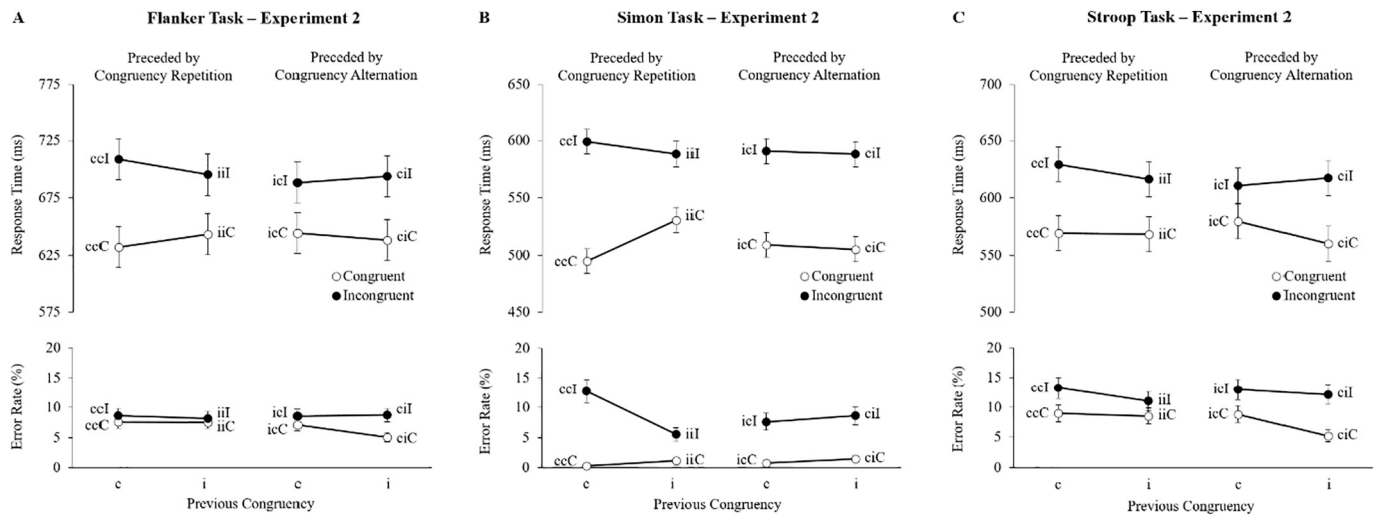 A Flanker Task – Experiment 2
Preceded by Congruency Repetition
Preceded by Congruency Alternation
Response Time (ms)
775
725
675
625
575
ccI
iiI
icI
ciI
ccC
iiC
icC
ciC
Congruent
Incongruent
Error Rate (%)
20
15
10
5
0
ccI
iiI
icI
ciI
ccC
iiC
icC
ciC
c
i
c
i
Previous Congruency
B Simon Task – Experiment 2
Preceded by Congruency Repetition
Preceded by Congruency Alternation
Response Time (ms)
650
600
550
500
450
ccI
iiI
icI
ciI
ccC
iiC
icC
ciC
Congruent
Incongruent
Error Rate (%)
20
15
10
5
0
ccI
iiI
icI
ciI
ccC
iiC
icC
ciC
c
i
c
i
Previous Congruency
C Stroop Task – Experiment 2
Preceded by Congruency Repetition
Preceded by Congruency Alternation
Response Time (ms)
700
650
600
550
500
ccI
iiI
icI
ciI
ccC
iiC
icC
ciC
Congruent
Incongruent
Error Rate (%)
20
15
10
5
0
ccI
iiI
icI
ciI
ccC
iiC
icC
ciC
c
i
c
i
Previous Congruency